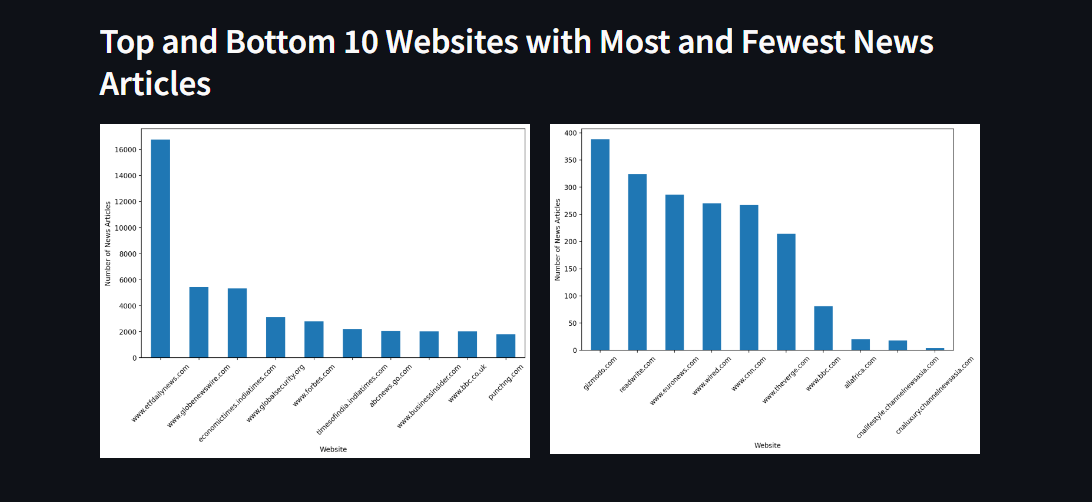 Top and Bottom 10 Websites with Most and Fewest News
Articles
16000
14000
12000
10000
8000
6000
4000
2000
0
Number of News Articles
www.etfdailynews.com
www.globenewswire.com
economictimes.indiatimes.com
www.globalsecurity.org
www.forbes.com
timesofindia.indiatimes.com
abcnews.go.com
www.businessinsider.com
www.bbc.co.uk
punchng.com
Website
400
350
300
250
200
150
100
50
0
Number of News Articles
gizmodo.com
readwrite.com
www.euronews.com
www.wired.com
www.cnn.com
www.theverge.com
www.bbc.com
allafrica.com
cnalifestyle.channelnewsasia.com
cnaluxury.channelnewsasia.com
Website